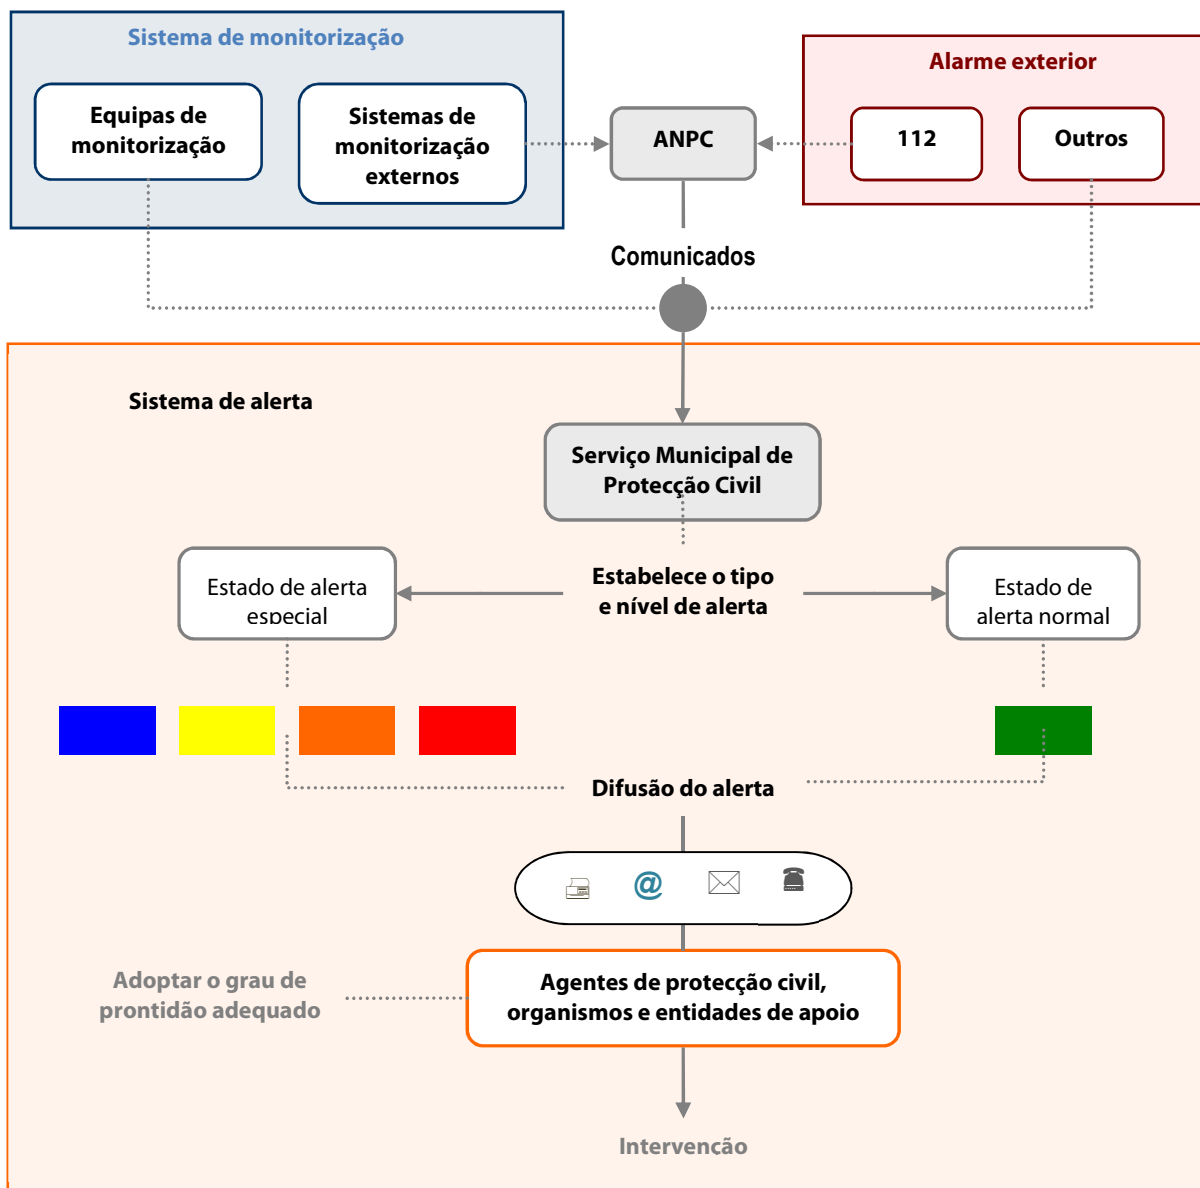 Sistema de monitorização
Alarme exterior
Equipas de
monitorização
Sistemas de
monitorização
externos
ANPC
112
Outros
Comunicados
Sistema de alerta
Serviço Municipal de
Protecção Civil
Estado de alerta
especial
Estabelece o tipo
e nível de alerta
Estado de
alerta normal
Difusão do alerta
@
Adoptar o grau de
prontidão adequado
Agentes de protecção civil,
organismos e entidades de apoio
Intervenção